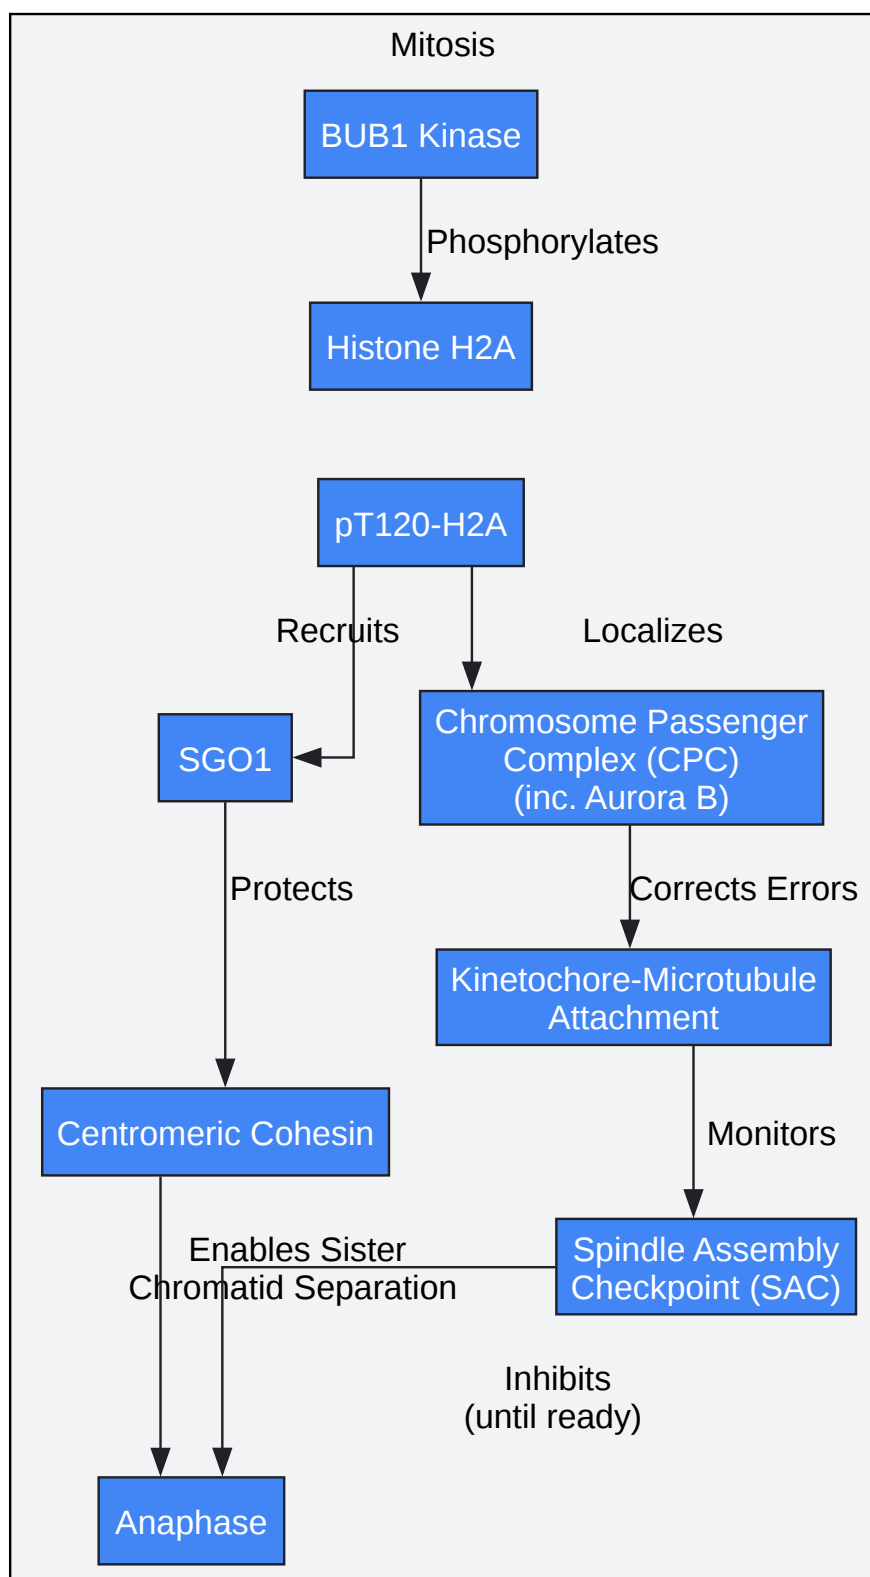 Mitosis
BUB1 Kinase
Phosphorylates
Histone H2A
pT120-H2A
Recruits
Localizes
SGO1
Chromosome Passenger
Complex (CPC)
(inc. Aurora B)
Protects
Corrects Errors
Kinetochore-Microtubule
Attachment
Centromeric Cohesin
Monitors
Enables Sister
Chromatid Separation
Spindle Assembly
Checkpoint (SAC)
Inhibits
(until ready)
Anaphase